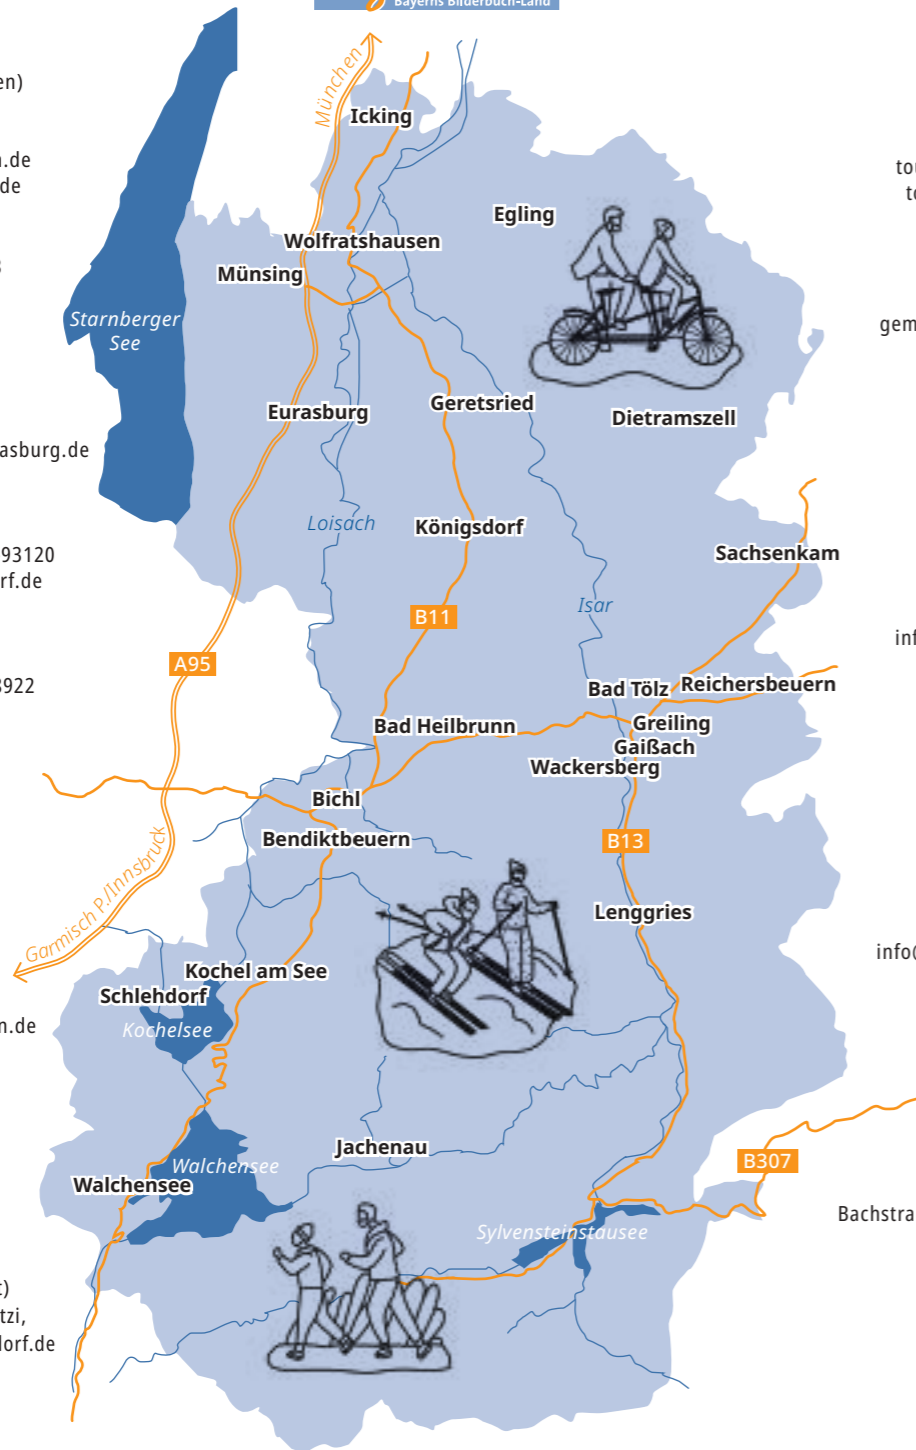 Bayerns Bilderbuch-Land
München
en)
Icking
n.de
de
tou
to
Egling
Wolfratshausen
Münsing
Starnberger
See
gem
Eurasburg
Geretsried
Dietramszell
asburg.de
Loisach
Königsdorf
93120
rf.de
Sachsenkam
Isar
B11
inf
A95
8922
Bad Tölz
Reichersbeuern
Bad Heilbrunn
Greiling
Gaißach
Wackersberg
Bichl
Bendiktbeuern
B13
Garmisch P./Innsbruck
Lenggries
info@
Kochel am See
Schlehdorf
Kochelsee
n.de
Jachenau
Walchensee
Walchensee
B307
Bachstra
Sylvensteinstausee
t)
tzi,
dorf.de